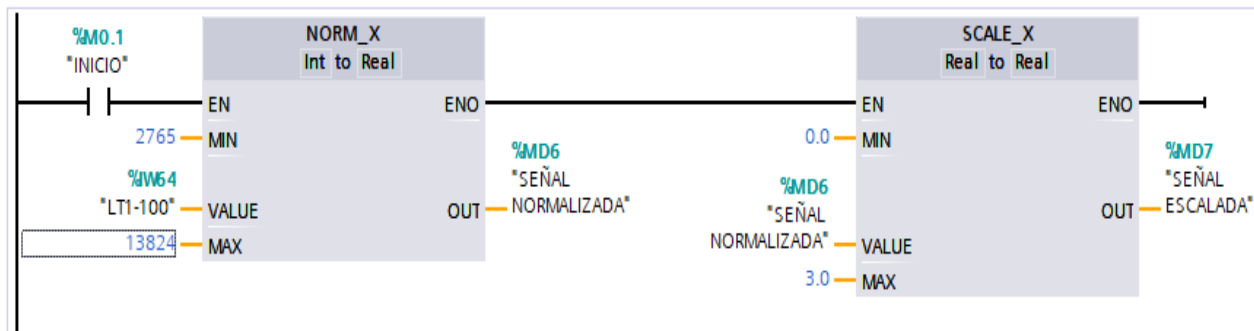 %M0.1
"INICIO"
NORM_X
Int to Real
EN
ENO
2765
MIN
%IW64
"LT1-100"
VALUE
13824
MAX
%MD6
"SEÑAL
NORMALIZADA"
OUT
SCALE_X
Real to Real
EN
ENO
0.0
MIN
%MD6
"SEÑAL
NORMALIZADA"
VALUE
3.0
MAX
%MD7
"SEÑAL
ESCALADA"
OUT